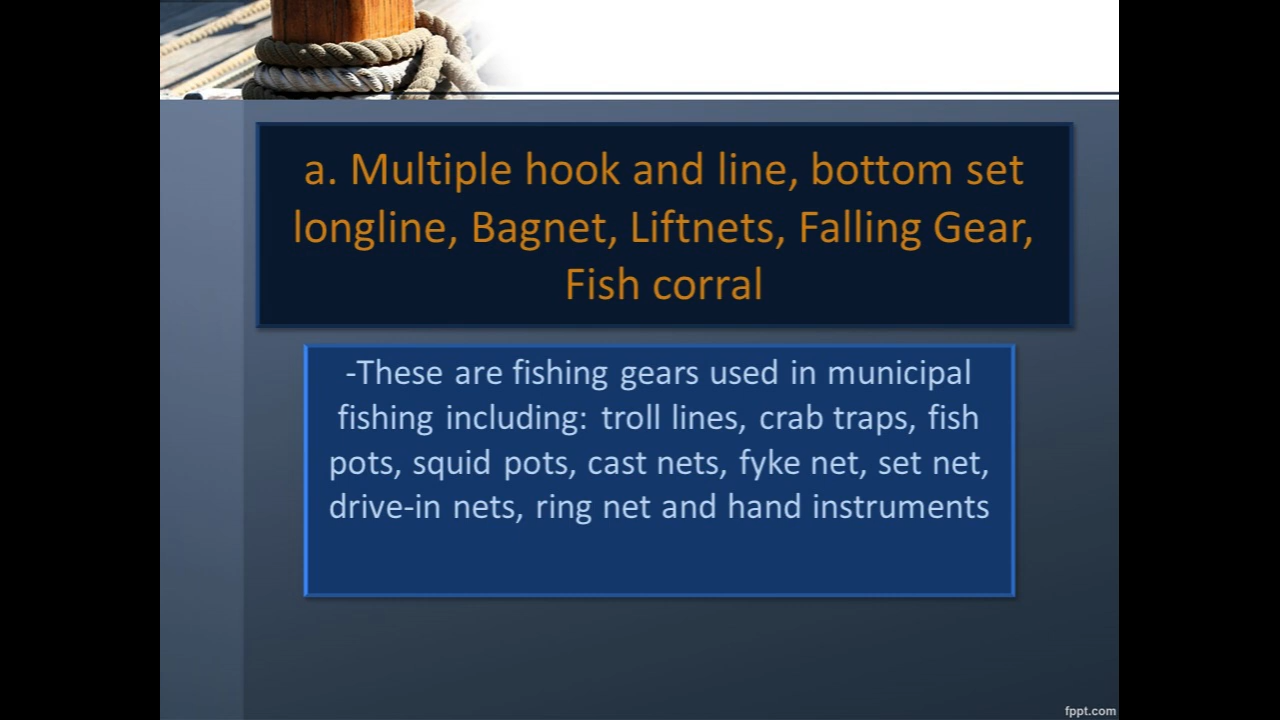 a. Multiple hook and line, bottom set
longline, Bagnet, Liftnets, Falling Gear,
Fish corral
-These are fishing gears used in municipal
fishing including: troll lines, crab traps, fish
pots, squid pots, cast nets, fyke net, set net,
drive-in nets, ring net and hand instruments
fppt.com